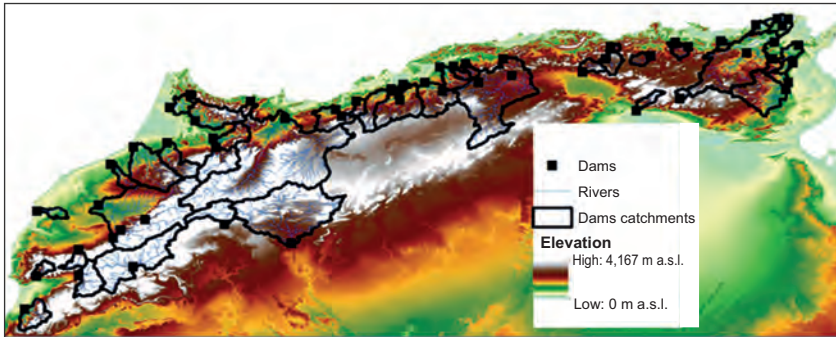 Dams
Rivers
Dams catchments
Elevation
High: 4,167 m a.s.l.
Low: 0 m a.s.l.